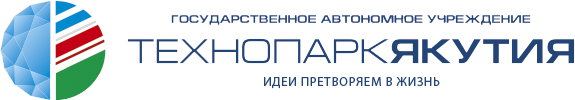 ГОСУДАРСТВЕННОЕ АВТОНОМНОЕ УЧРЕЖДЕНИЕ
ТЕХНОПАРКЯКУТИЯ
ИДЕИ ПРЕТВОРЯЕМ В ЖИЗНЬ